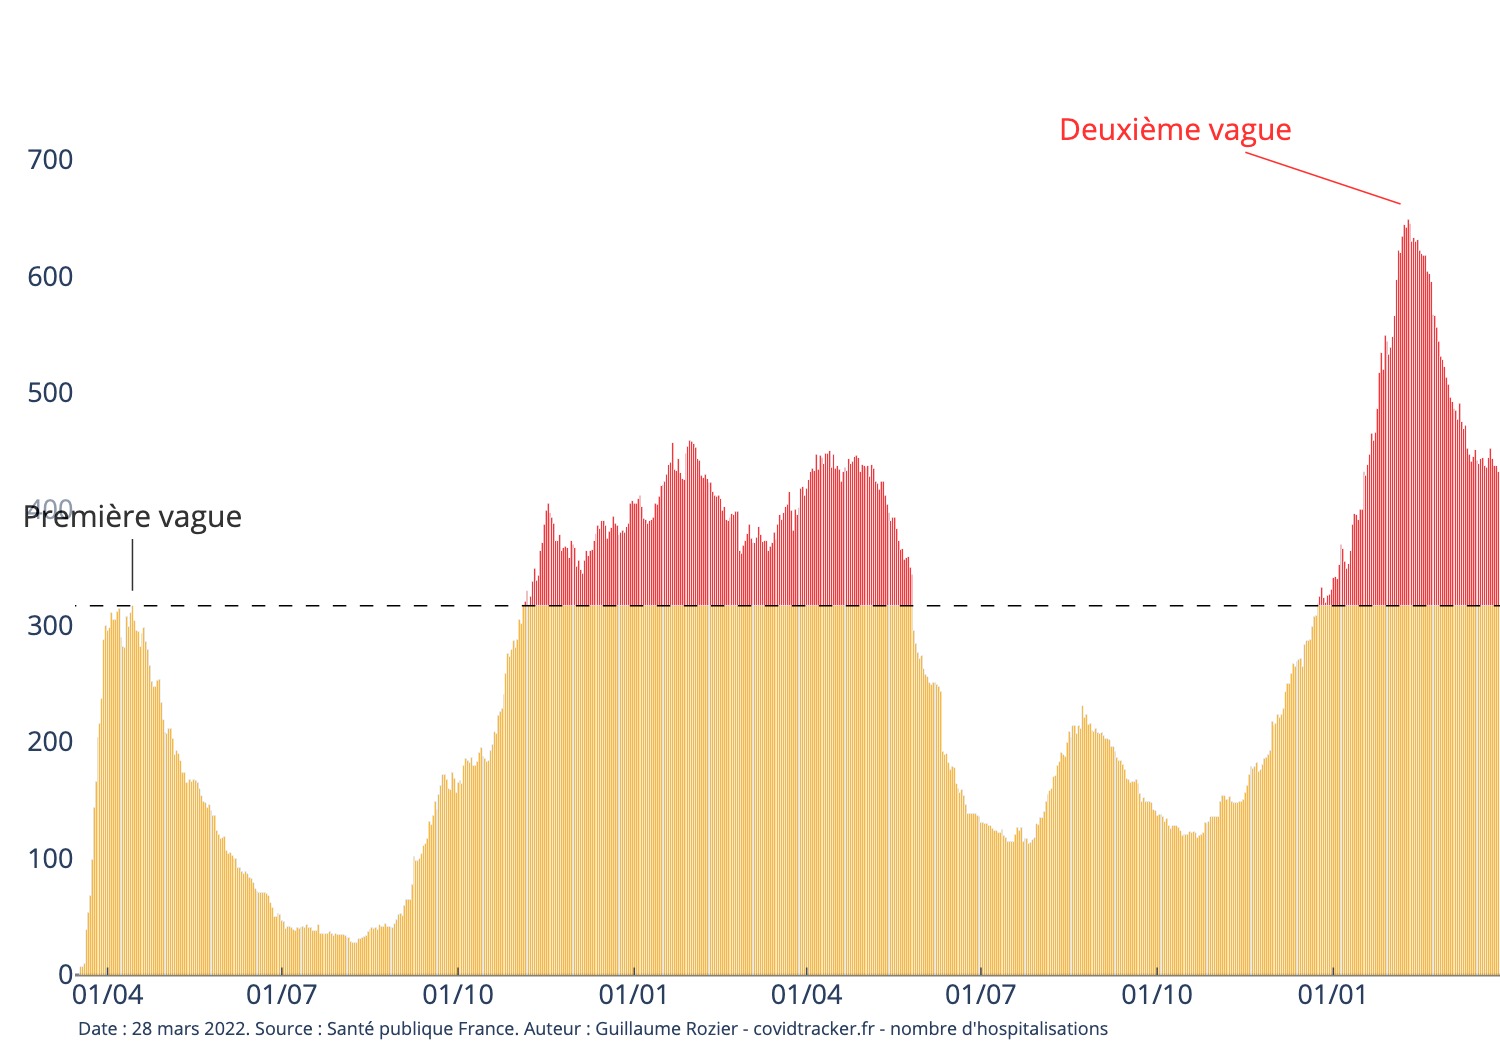 Deuxième vague
700
600
500
400
Première vague
300
200
100
0
01/04 01/07 01/10 01/01 01/04 01/07 01/10 01/01
Date : 28 mars 2022. Source : Santé publique France. Auteur : Guillaume Rozier - covidtracker.fr - nombre d'hospitalisations